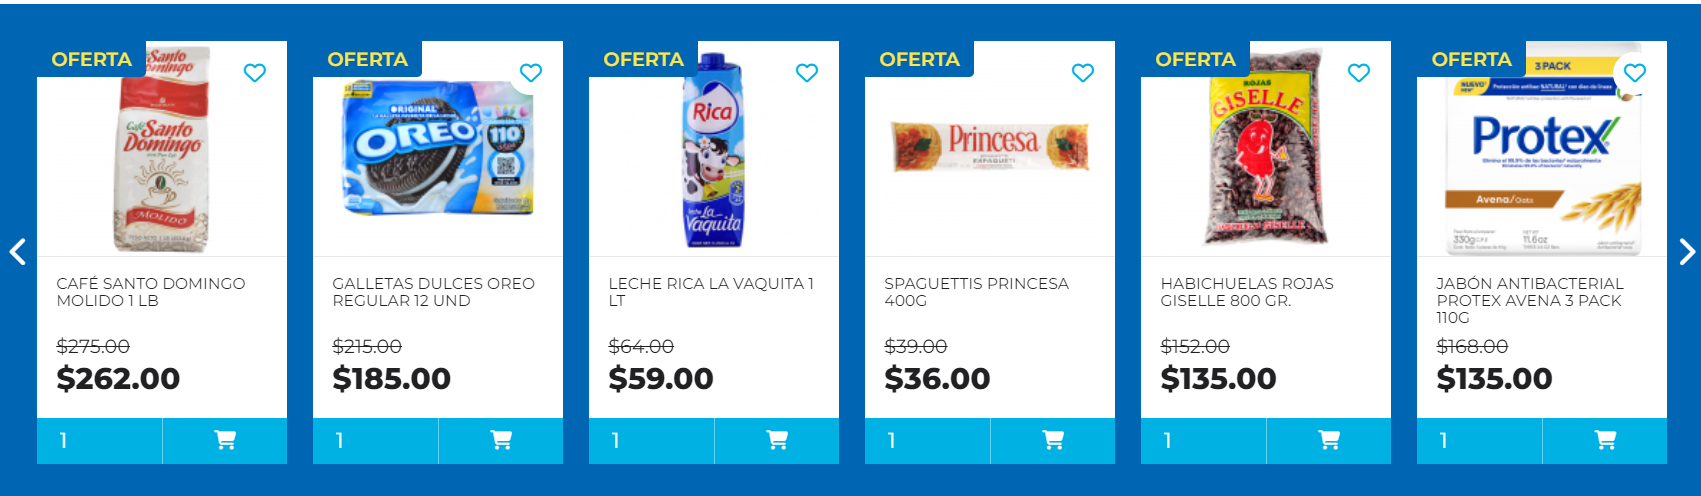 OFERTA
Santo
Domingo
Café Santo
Domingo
MOLIDO
CAFÉ SANTO DOMINGO
MOLIDO 1 LB
$275.00
$262.00
1
OFERTA
ORIGINAL
OREO
110
GALLETAS DULCES OREO
REGULAR 12 UND
$215.00
$185.00
1
OFERTA
Rica
leche La
Vaquita
LECHE RICA LA VAQUITA 1
LT
$64.00
$59.00
1
OFERTA
Princesa
ESPAGUETI
SPAGUETTIS PRINCESA
400G
$39.00
$36.00
1
OFERTA
ROJAS
GISELLE
HABICHUELAS ROJAS
GISELLE 800 GR.
$152.00
$135.00
1
OFERTA
3 PACK
NUEVO
Protex
Avena/Oats
330g
11.6oz
JABÓN ANTIBACTERIAL
PROTEX AVENA 3 PACK
110G
$168.00
$135.00
1